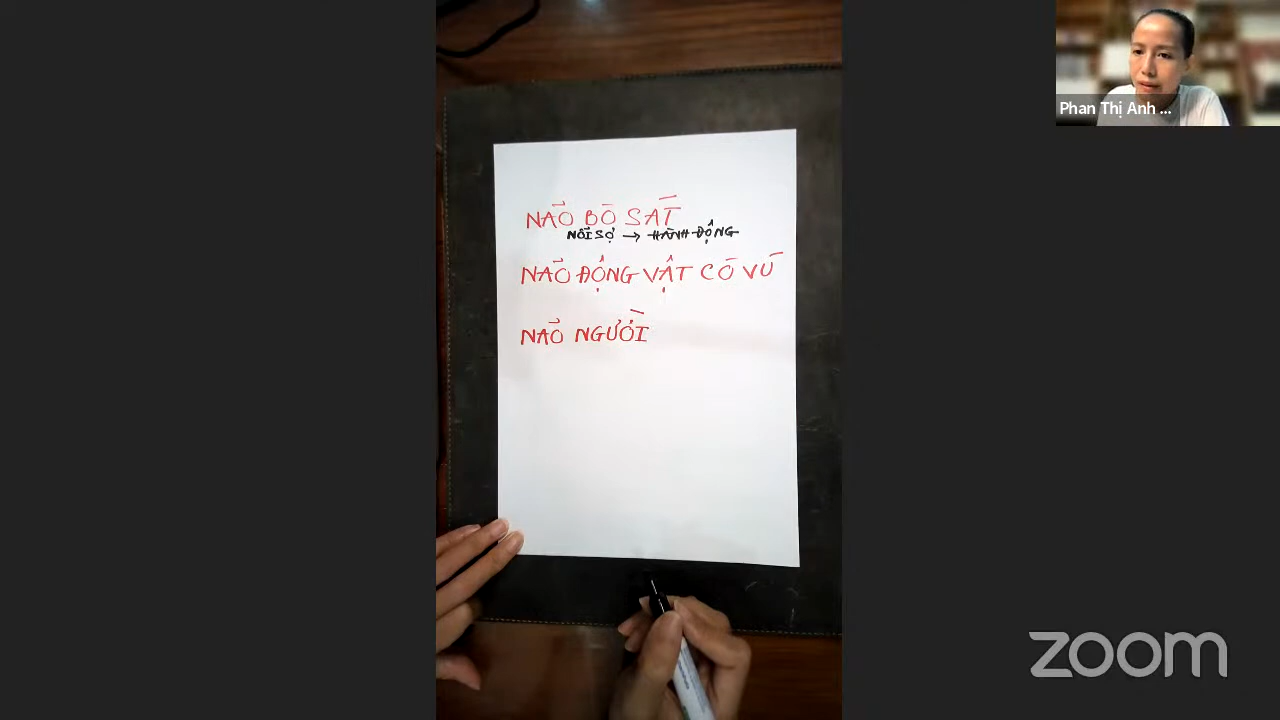 Phan Thị Anh ...
NÃO BÒ SÁT
NỖI SỢ → HÀNH ĐỘNG
NÃO ĐỘNG VẬT CÓ VÚ
NÃO NGƯỜI
zoom